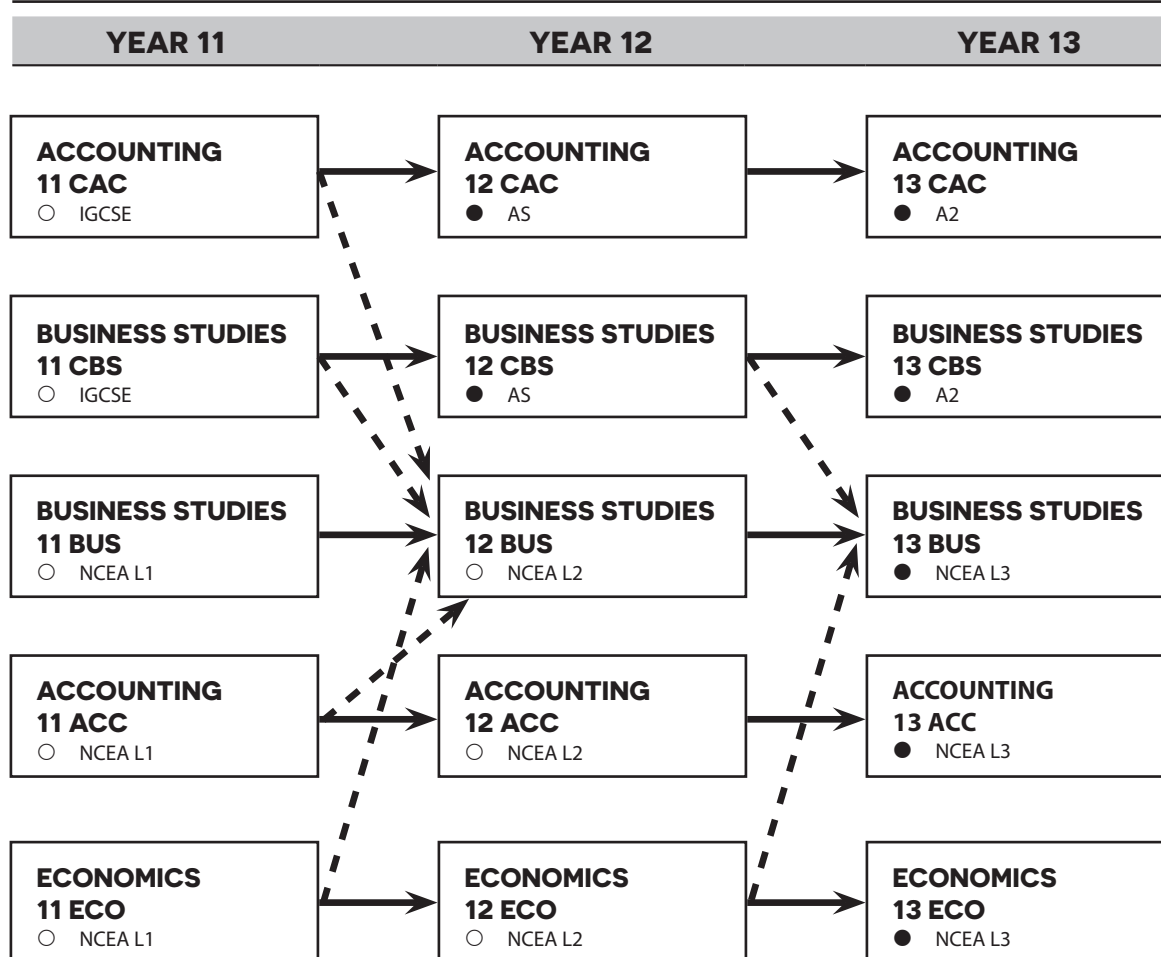 YEAR 11 YEAR 12 YEAR 13
ACCOUNTING
11 CAC
○ IGCSE
ACCOUNTING
12 CAC
● AS
ACCOUNTING
13 CAC
● A2
BUSINESS STUDIES
11 CBS
○ IGCSE
BUSINESS STUDIES
12 CBS
● AS
BUSINESS STUDIES
13 CBS
● A2
BUSINESS STUDIES
11 BUS
○ NCEA L1
BUSINESS STUDIES
12 BUS
○ NCEA L2
BUSINESS STUDIES
13 BUS
● NCEA L3
ACCOUNTING
11 ACC
○ NCEA L1
ACCOUNTING
12 ACC
○ NCEA L2
ACCOUNTING
13 ACC
● NCEA L3
ECONOMICS
11 ECO
○ NCEA L1
ECONOMICS
12 ECO
○ NCEA L2
ECONOMICS
13 ECO
● NCEA L3